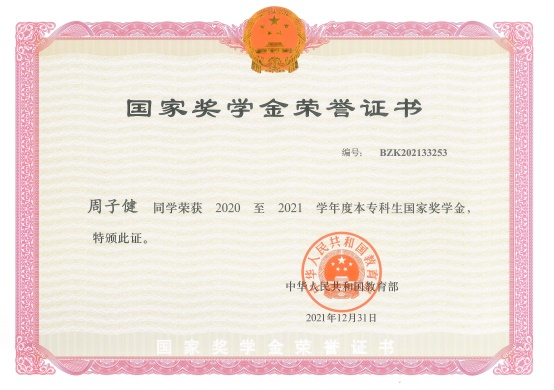 国家奖学金荣誉证书
编号： BZK202133253
周子健 同学荣获 2020 至 2021 学年度本专科生国家奖学金，
特颁此证。
中华人民共和国教育部
中华人民共和国教育部
2021年12月31日
国家奖学金荣誉证书